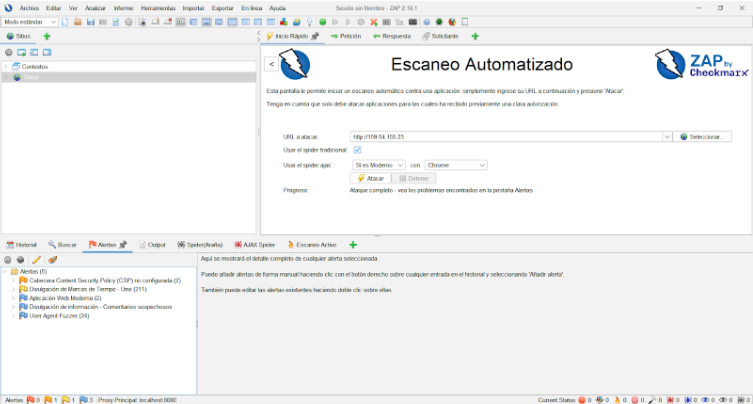 Archivo Editar Ver Analizar Informe Herramientas Importar Exportar En línea Ayuda Sesión sin Nombre - ZAP 2.16.1
Modo estándar
Sitios Inicio Rápido Petición Respuesta Solicitante
Contextos
Sitios
Escaneo Automatizado
ZAP by Checkmarx
Esta pantalla le permite iniciar un escaneo automático contra una aplicación simplemente ingrese su URL a continuación y presione 'Atacar'.
Tenga en cuenta que solo debe atacar aplicaciones para las cuales ha recibido previamente una clara autorización.
URL a atacar: http://159.54.155.23 Seleccionar...
Usar el spider tradicional:
Usar el spider ajax: Si es Moderno con Chrome
Atacar Detener
Progreso: Ataque completo - vea los problemas encontrados en la pestaña Alertas
Historial Buscar Alertas Output Spider(Araña) AJAX Spider Escaneo Activo
Alertas (5)
Cabecera Content Security Policy (CSP) no configurada (2)
Divulgación de Marcas de Tiempo - Unix (211)
Aplicación Web Moderna (2)
Divulgación de información - Comentarios sospechosos
User Agent Fuzzer (24)
Aquí se mostrará el detalle completo de cualquier alerta seleccionada.
Puede añadir alertas de forma manual haciendo clic con el botón derecho sobre cualquier entrada en el historial y seleccionando 'Añadir alerta'.
También puede editar las alertas existentes haciendo doble clic sobre ellas.
Alertas 0 1 1 3 Proxy Principal: localhost:8080 Current Status 0 0 0 0 0 0 0 0 0 0